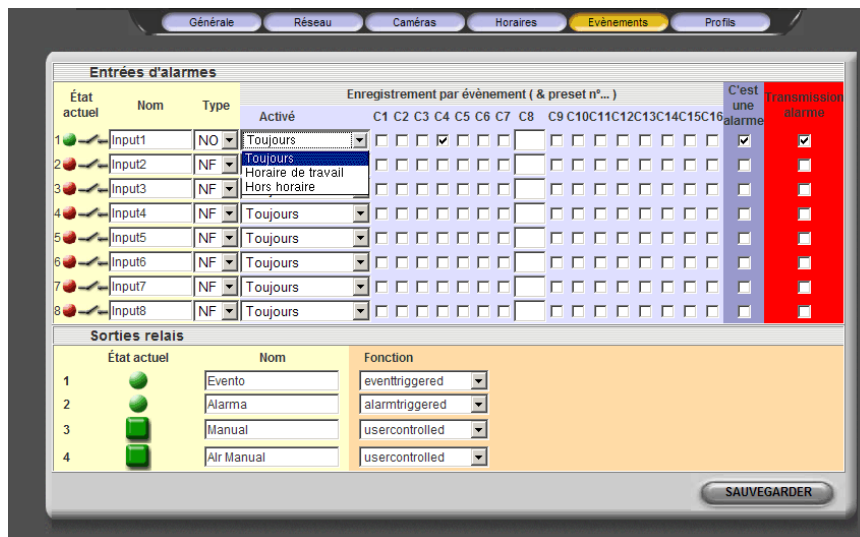 Générale Réseau Caméras Horaires Evènements Profils
Entrées d'alarmes
État actuel Nom Type Enregistrement par évènement ( & preset n°... ) C'est une alarme Transmission alarme
Activé C1 C2 C3 C4 C5 C6 C7 C8 C9 C10 C11 C12 C13 C14 C15 C16
1 Input1 NO Toujours
Toujours
Horaire de travail
Hors horaire
2 Input2 NF
3 Input3 NF
4 Input4 NF Toujours
5 Input5 NF Toujours
6 Input6 NF Toujours
7 Input7 NF Toujours
8 Input8 NF Toujours
Sorties relais
État actuel Nom Fonction
1 Evento eventtriggered
2 Alarma alarmtriggered
3 Manual usercontrolled
4 Alr Manual usercontrolled
SAUVEGARDER